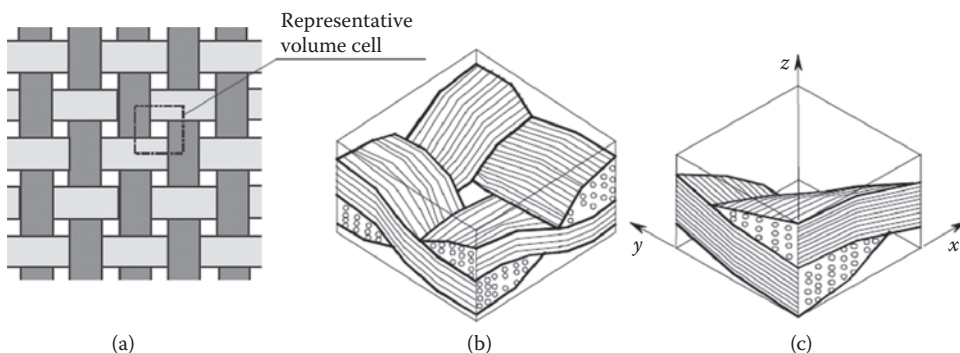 Representative
volume cell
z
y
x
(a)
(b)
(c)